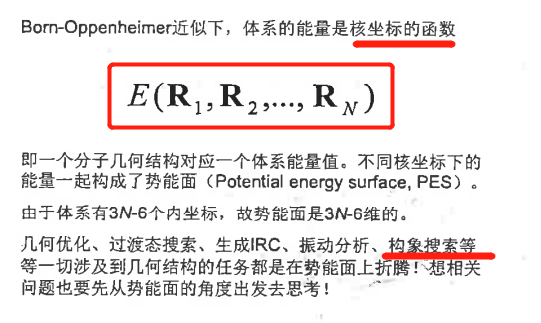 Born-Oppenheimer近似下，体系的能量是核坐标的函数
E(R₁,R₂,...,R_N)
即一个分子几何结构对应一个体系能量值。不同核坐标下的
能量一起构成了势能面（Potential energy surface, PES）。
由于体系有3N-6个内坐标，故势能面是3N-6维的。
几何优化、过渡态搜索、生成IRC、振动分析、构象搜索等
等一切涉及到几何结构的任务都是在势能面上折腾！想相关
问题也要先从势能面的角度出发去思考！